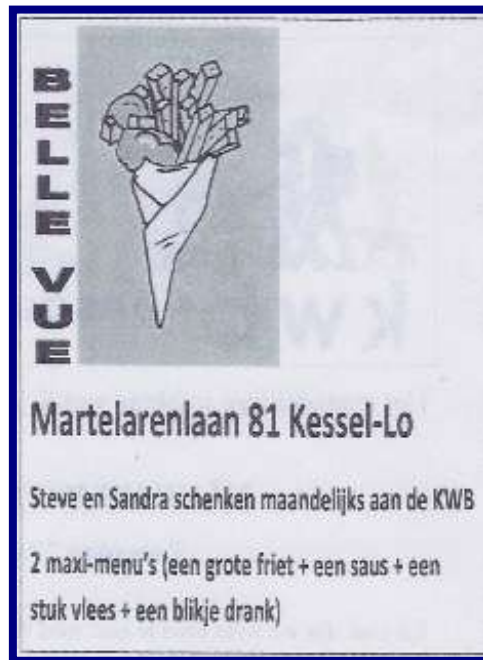 BELLE VUE
Martelarenlaan 81 Kessel-Lo
Steve en Sandra schenken maandelijks aan de KWB
2 maxi-menu's (een grote friet + een saus + een
stuk vlees + een blikje drank)